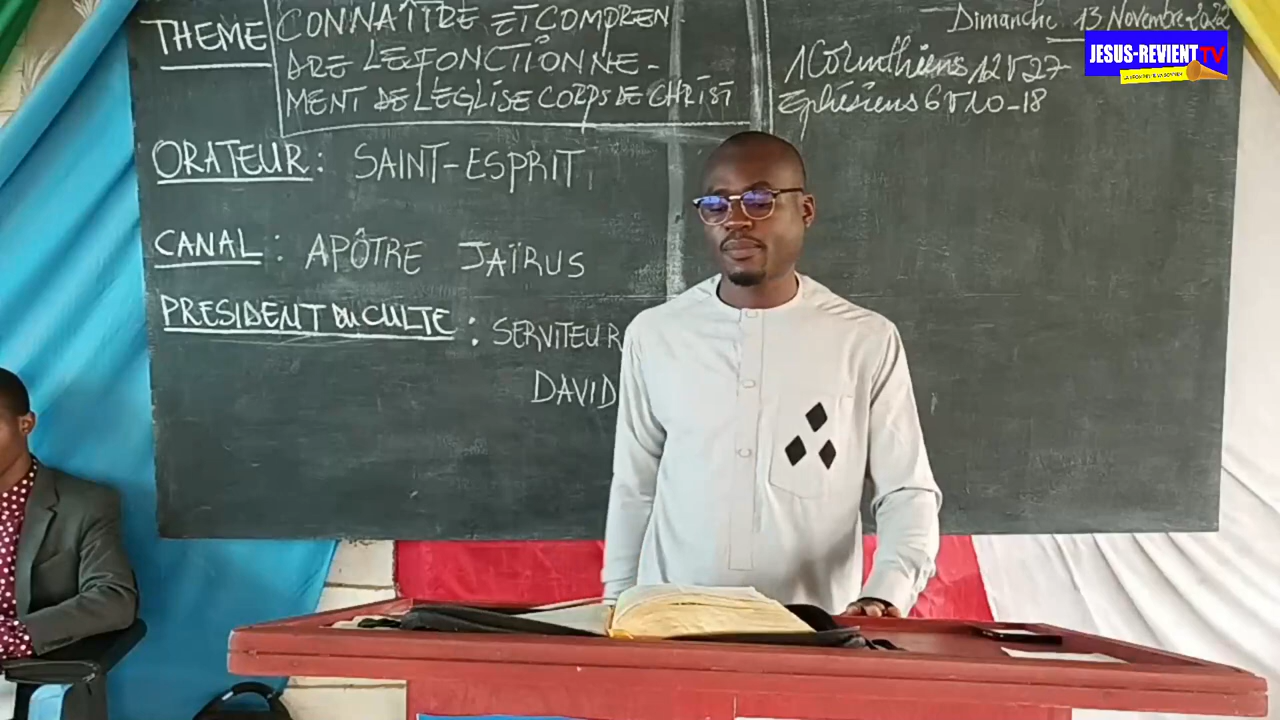 THEME CONNAÎTRE ET COMPREN
DRE LE FONCTIONNE-
MENT DE L'EGLISE CORPS DE CHRIST
Dimanche 13 Novembre 2022
1 Corinthiens 12 V 27
Ephésiens 6 V 10-18
JESUS-REVIENT TV
ORATEUR : SAINT-ESPRIT
CANAL : APÔTRE JAÏRUS
PRESIDENT DU CULTE : SERVITEUR
DAVID